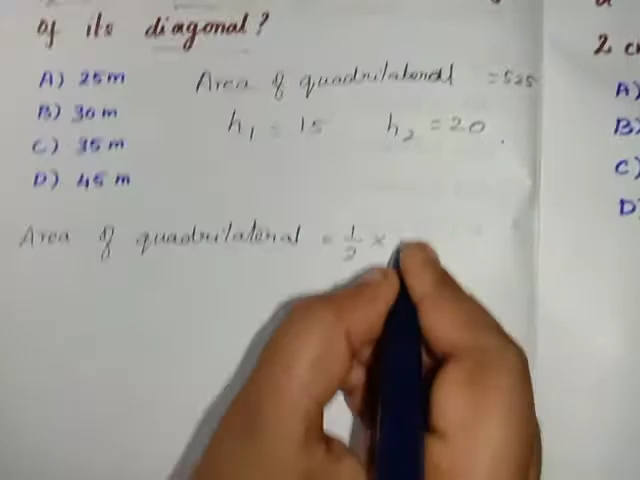 of its diagonal?
A) 25m
B) 30m
C) 35m
D) 45m
Area of quadrilateral = 525
h1 = 15 h2 = 20
Area of quadrilateral = 1/2 ×
2
A)
B)
C)
D